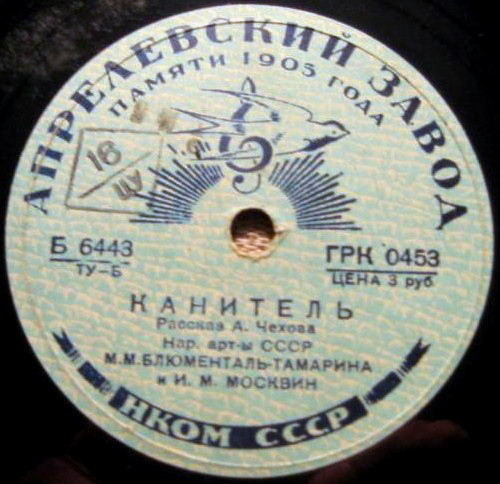 АПРЕЛЕВСКИЙ ЗАВОД
ПАМЯТИ 1905 ГОДА
16
Б 6443
ТУ-Б
ГРК 0453
ЦЕНА 3 руб
КАНИТЕЛЬ
Рассказ А. Чехова
Нар. арт-ы СССР
М.М.БЛЮМЕНТАЛЬ-ТАМАРИНА
и И. М. МОСКВИН
НКОМ СССР